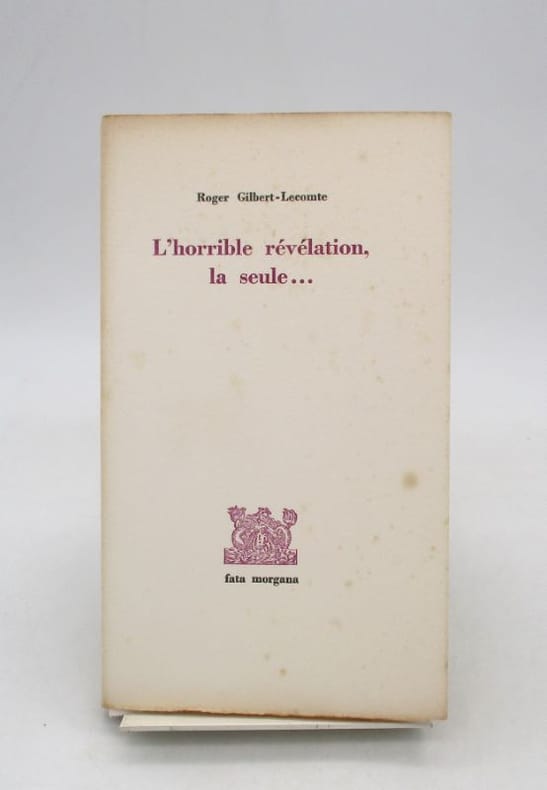 Roger Gilbert-Lecomte
L'horrible révélation,
la seule...
fata morgana